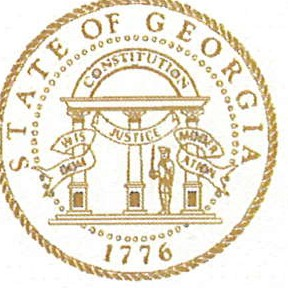 STATE OF GEORGIA
CONSTITUTION
WIS
DOM
JUSTICE
MODER
ATION
1776